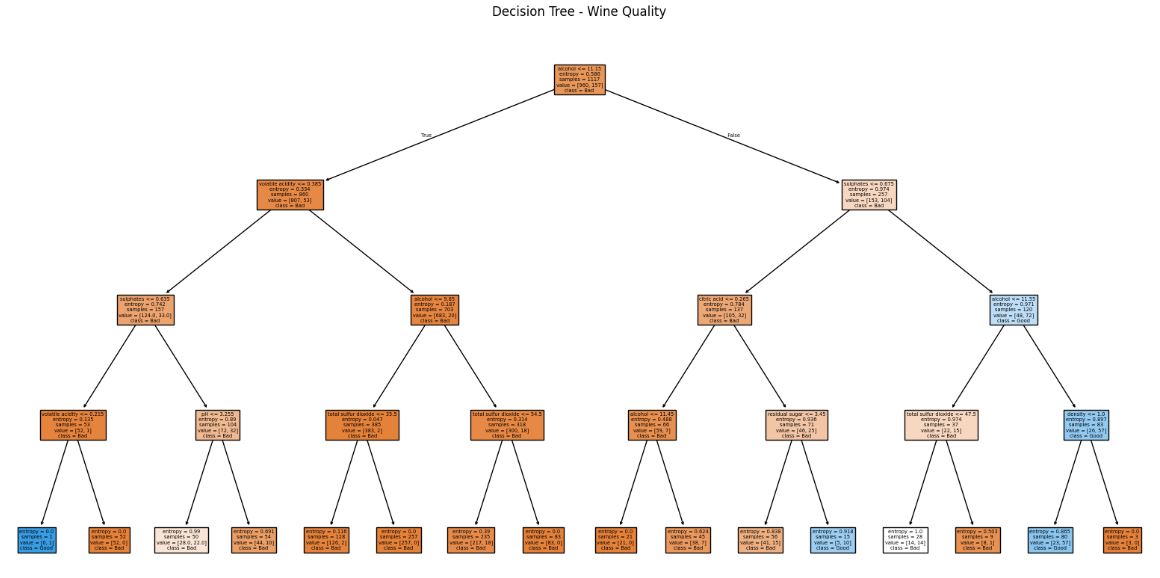 Decision Tree - Wine Quality
alcohol <= 11.15
entropy = 0.586
samples = 1117
value = [960, 157]
class = Bad
True
False
volatile acidity <= 0.385
entropy = 0.334
samples = 860
value = [807, 53]
class = Bad
sulphates <= 0.675
entropy = 0.974
samples = 257
value = [153, 104]
class = Bad
sulphates <= 0.635
entropy = 0.742
samples = 157
value = [124.0, 33.0]
class = Bad
alcohol <= 9.85
entropy = 0.187
samples = 703
value = [683, 20]
class = Bad
citric acid <= 0.265
entropy = 0.784
samples = 137
value = [105, 32]
class = Bad
alcohol <= 11.55
entropy = 0.971
samples = 120
value = [48, 72]
class = Good
volatile acidity <= 0.215
entropy = 0.135
samples = 53
value = [52, 1]
class = Bad
pH <= 3.255
entropy = 0.89
samples = 104
value = [72, 32]
class = Bad
total sulfur dioxide <= 35.5
entropy = 0.047
samples = 385
value = [383, 2]
class = Bad
total sulfur dioxide <= 54.5
entropy = 0.314
samples = 318
value = [300, 18]
class = Bad
alcohol <= 11.45
entropy = 0.488
samples = 66
value = [59, 7]
class = Bad
residual sugar <= 3.45
entropy = 0.936
samples = 71
value = [46, 25]
class = Bad
total sulfur dioxide <= 47.5
entropy = 0.974
samples = 37
value = [22, 15]
class = Bad
density <= 1.0
entropy = 0.897
samples = 83
value = [26, 57]
class = Good
entropy = 0.0
samples = 1
value = [0, 1]
class = Good
entropy = 0.0
samples = 52
value = [52, 0]
class = Bad
entropy = 0.99
samples = 50
value = [28.0, 22.0]
class = Bad
entropy = 0.691
samples = 54
value = [44, 10]
class = Bad
entropy = 0.116
samples = 128
value = [126, 2]
class = Bad
entropy = 0.0
samples = 257
value = [257, 0]
class = Bad
entropy = 0.39
samples = 235
value = [217, 18]
class = Bad
entropy = 0.0
samples = 83
value = [83, 0]
class = Bad
entropy = 0.0
samples = 21
value = [21, 0]
class = Bad
entropy = 0.624
samples = 45
value = [38, 7]
class = Bad
entropy = 0.838
samples = 56
value = [41, 15]
class = Bad
entropy = 0.918
samples = 15
value = [5, 10]
class = Good
entropy = 1.0
samples = 28
value = [14, 14]
class = Bad
entropy = 0.503
samples = 9
value = [8, 1]
class = Bad
entropy = 0.865
samples = 80
value = [23, 57]
class = Good
entropy = 0.0
samples = 3
value = [3, 0]
class = Bad